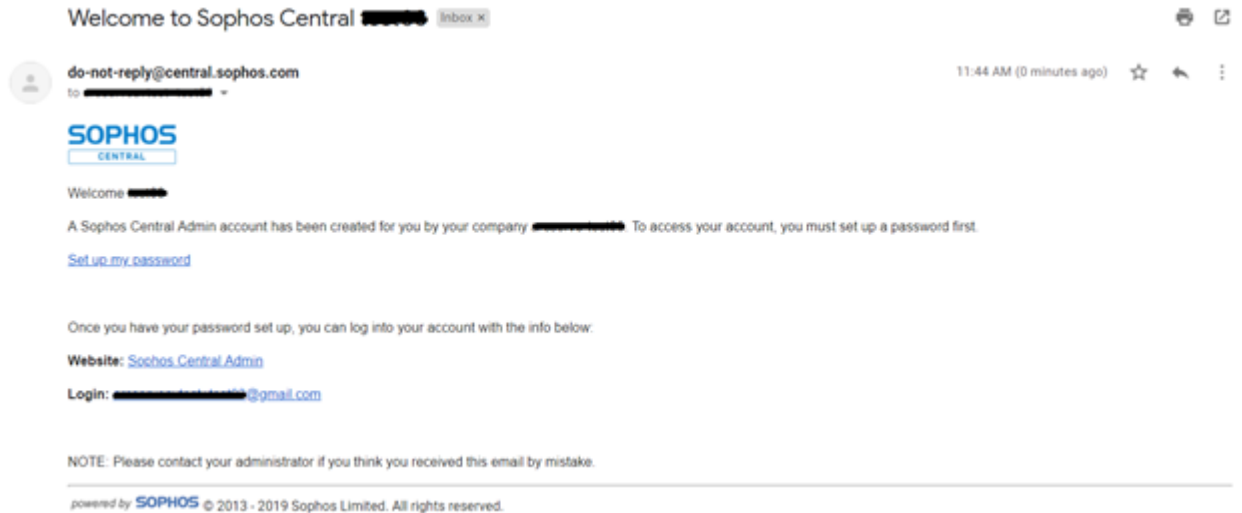 Welcome to Sophos Central
Inbox ×
do-not-reply@central.sophos.com
11:44 AM (0 minutes ago)
to
SOPHOS
CENTRAL
Welcome
A Sophos Central Admin account has been created for you by your company . To access your account, you must set up a password first.
Set up my password
Once you have your password set up, you can log into your account with the info below:
Website: Sophos Central Admin
Login: @gmail.com
NOTE: Please contact your administrator if you think you received this email by mistake.
powered by SOPHOS © 2013 - 2019 Sophos Limited. All rights reserved.